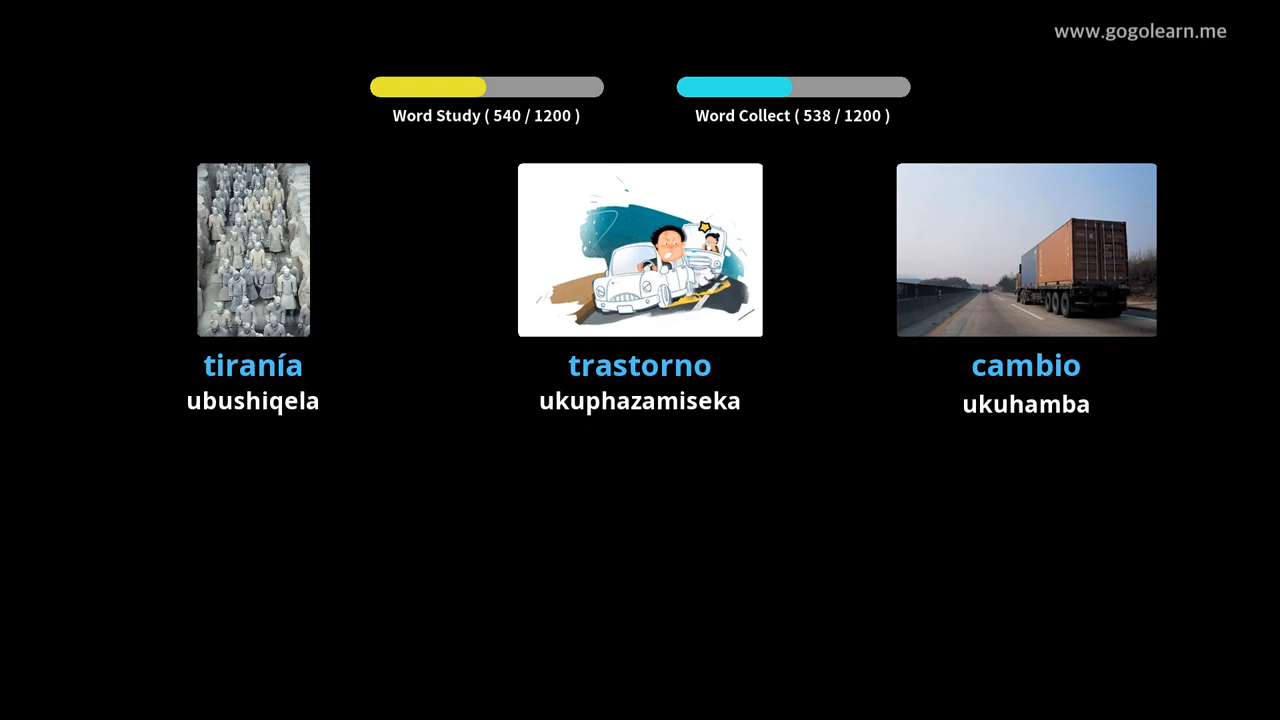 www.gogolearn.me
Word Study ( 540 / 1200 )
Word Collect ( 538 / 1200 )
tiranía
ubushiqela
trastorno
ukuphazamiseka
cambio
ukuhamba